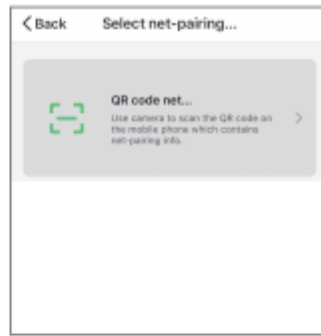 Back Select net-pairing...
QR code net...
Use camera to scan the QR code on
the mobile phone which contains
net-pairing info.